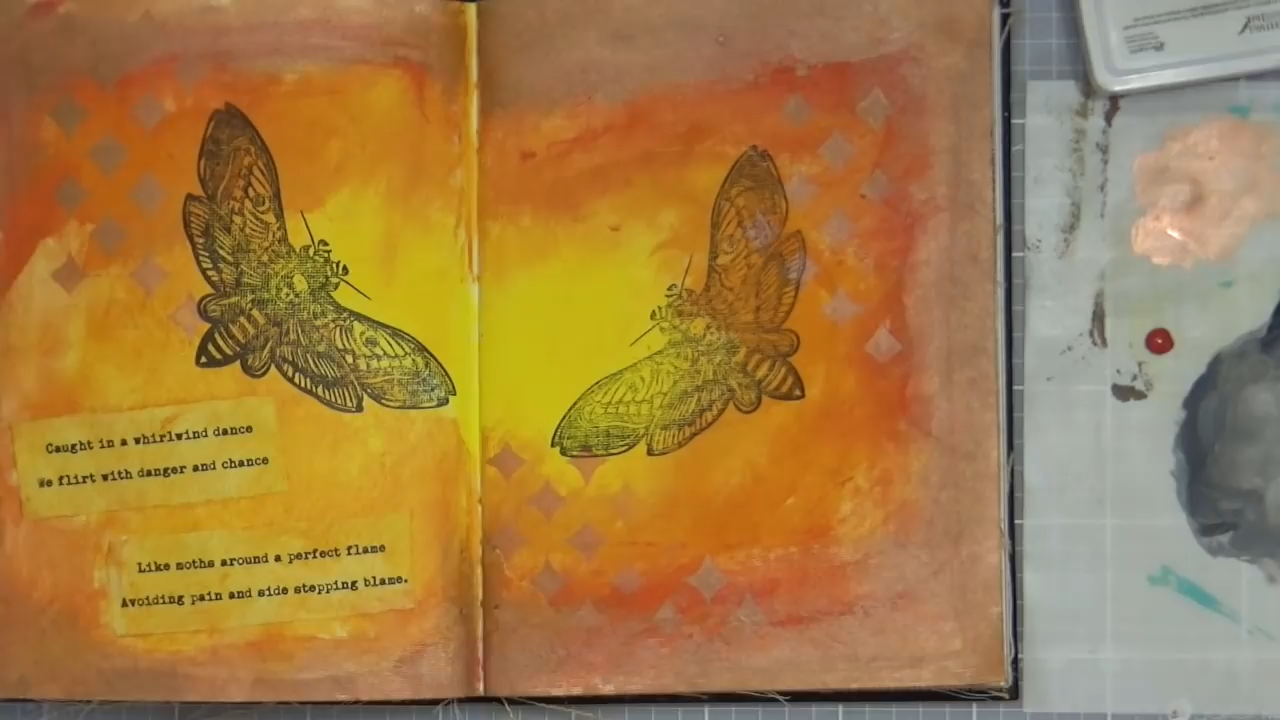 Caught in a whirlwind dance
We flirt with danger and chance
Like moths around a perfect flame
Avoiding pain and side stepping blame.